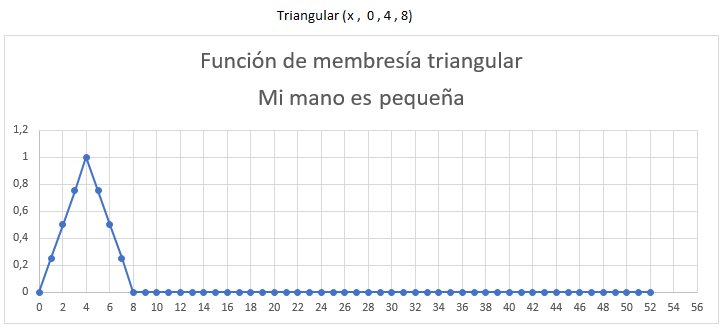 Triangular (x ,  0 , 4 , 8)
Función de membresía triangular
Mi mano es pequeña
1,2
1
0,8
0,6
0,4
0,2
0
0 2 4 6 8 10 12 14 16 18 20 22 24 26 28 30 32 34 36 38 40 42 44 46 48 50 51 52 54 56